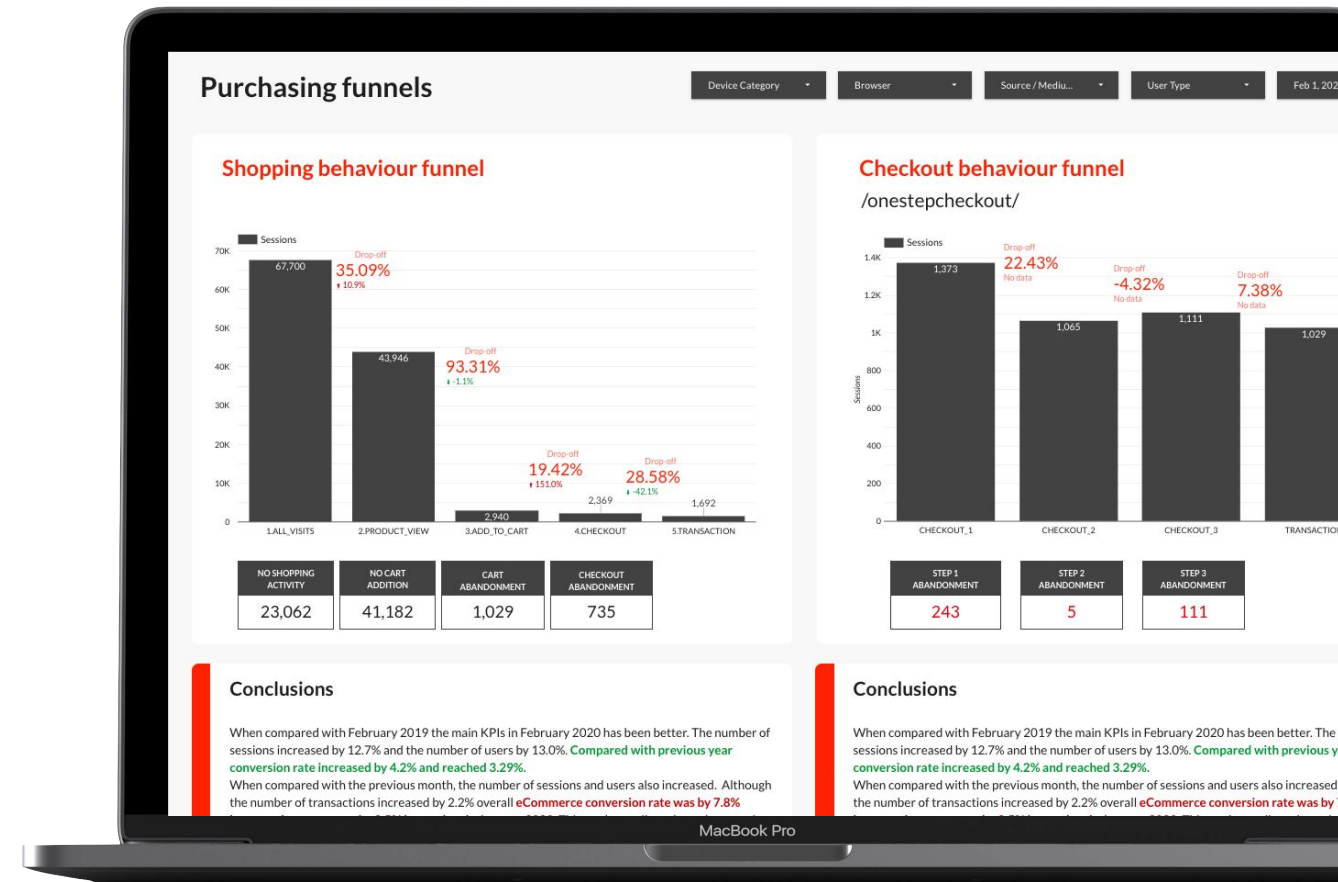 Purchasing funnels
Device Category
Browser
Source / Mediu...
User Type
Feb 1, 202
Shopping behaviour funnel
Sessions
70K
60K
50K
40K
30K
20K
10K
0
67,700
Drop-off
35.09%
10.9%
43,946
Drop-off
93.31%
-1.1%
2,940
Drop-off
19.42%
151.0%
2,369
Drop-off
28.58%
-42.1%
1,692
1.ALL_VISITS
2.PRODUCT_VIEW
3.ADD_TO_CART
4.CHECKOUT
5.TRANSACTION
NO SHOPPING
ACTIVITY
23,062
NO CART
ADDITION
41,182
CART
ABANDONMENT
1,029
CHECKOUT
ABANDONMENT
735
Checkout behaviour funnel
/onestepcheckout/
Sessions
1.4K
1.2K
1K
800
600
400
200
0
Sessions
1,373
Drop-off
22.43%
No data
1,065
Drop-off
-4.32%
No data
1,111
Drop-off
7.38%
No data
1,029
CHECKOUT_1
CHECKOUT_2
CHECKOUT_3
TRANSACTION
STEP 1
ABANDONMENT
243
STEP 2
ABANDONMENT
5
STEP 3
ABANDONMENT
111
Conclusions
When compared with February 2019 the main KPIs in February 2020 has been better. The number of
sessions increased by 12.7% and the number of users by 13.0%. Compared with previous year
conversion rate increased by 4.2% and reached 3.29%.
When compared with the previous month, the number of sessions and users also increased. Although
the number of transactions increased by 2.2% overall eCommerce conversion rate was by 7.8%
Conclusions
When compared with February 2019 the main KPIs in February 2020 has been better. The
sessions increased by 12.7% and the number of users by 13.0%. Compared with previous y
conversion rate increased by 4.2% and reached 3.29%.
When compared with the previous month, the number of sessions and users also increased
the number of transactions increased by 2.2% overall eCommerce conversion rate was by
MacBook Pro